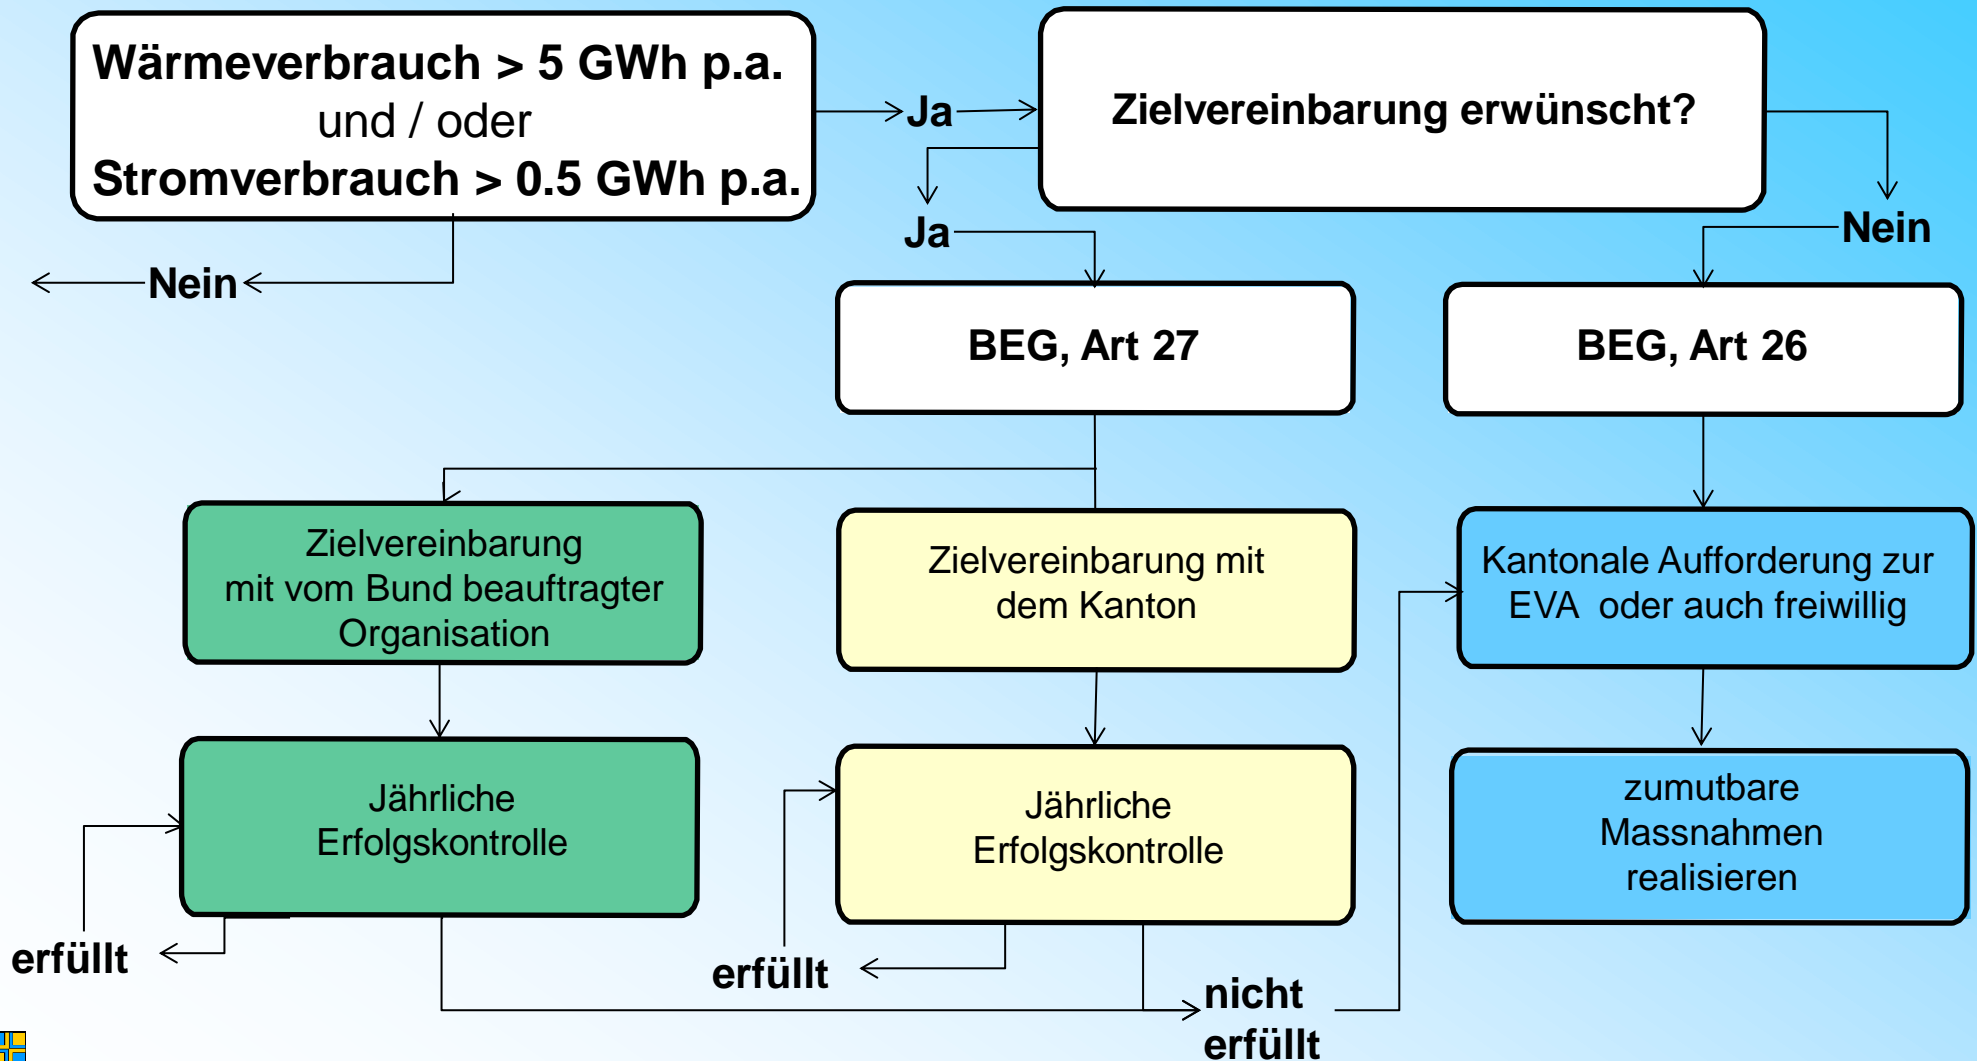 Wärmeverbrauch > 5 GWh p.a.
und / oder
Stromverbrauch > 0.5 GWh p.a.
Ja
Zielvereinbarung erwünscht?
Ja
Nein
Nein
BEG, Art 27
BEG, Art 26
Zielvereinbarung
mit vom Bund beauftragter
Organisation
Zielvereinbarung mit
dem Kanton
Kantonale Aufforderung zur
EVA oder auch freiwillig
Jährliche
Erfolgskontrolle
Jährliche
Erfolgskontrolle
zumutbare
Massnahmen
realisieren
erfüllt
erfüllt
nicht
erfüllt